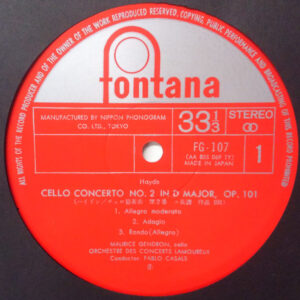 ALL RIGHTS OF THE RECORD PRODUCER AND OF THE OWNER OF THE WORK REPRODUCED RESERVED. COPYING, PUBLIC PERFORMANCE AND BROADCASTING OF THIS RECORD PROHIBITED
fontana
MANUFACTURED BY NIPPON PHONOGRAM CO. LTD., TOKYO
33 1/3
STEREO
FG-107
MADE IN JAPAN
1
Haydn
CELLO CONCERTO NO. 2 IN D MAJOR, OP. 101
1. Allegro moderato
2. Adagio
3. Rondo(Allegro)
MAURICE GENDRON, cello
ORCHESTRE DES CONCERTS LAMOUREUX
Conductor PABLO CASALS